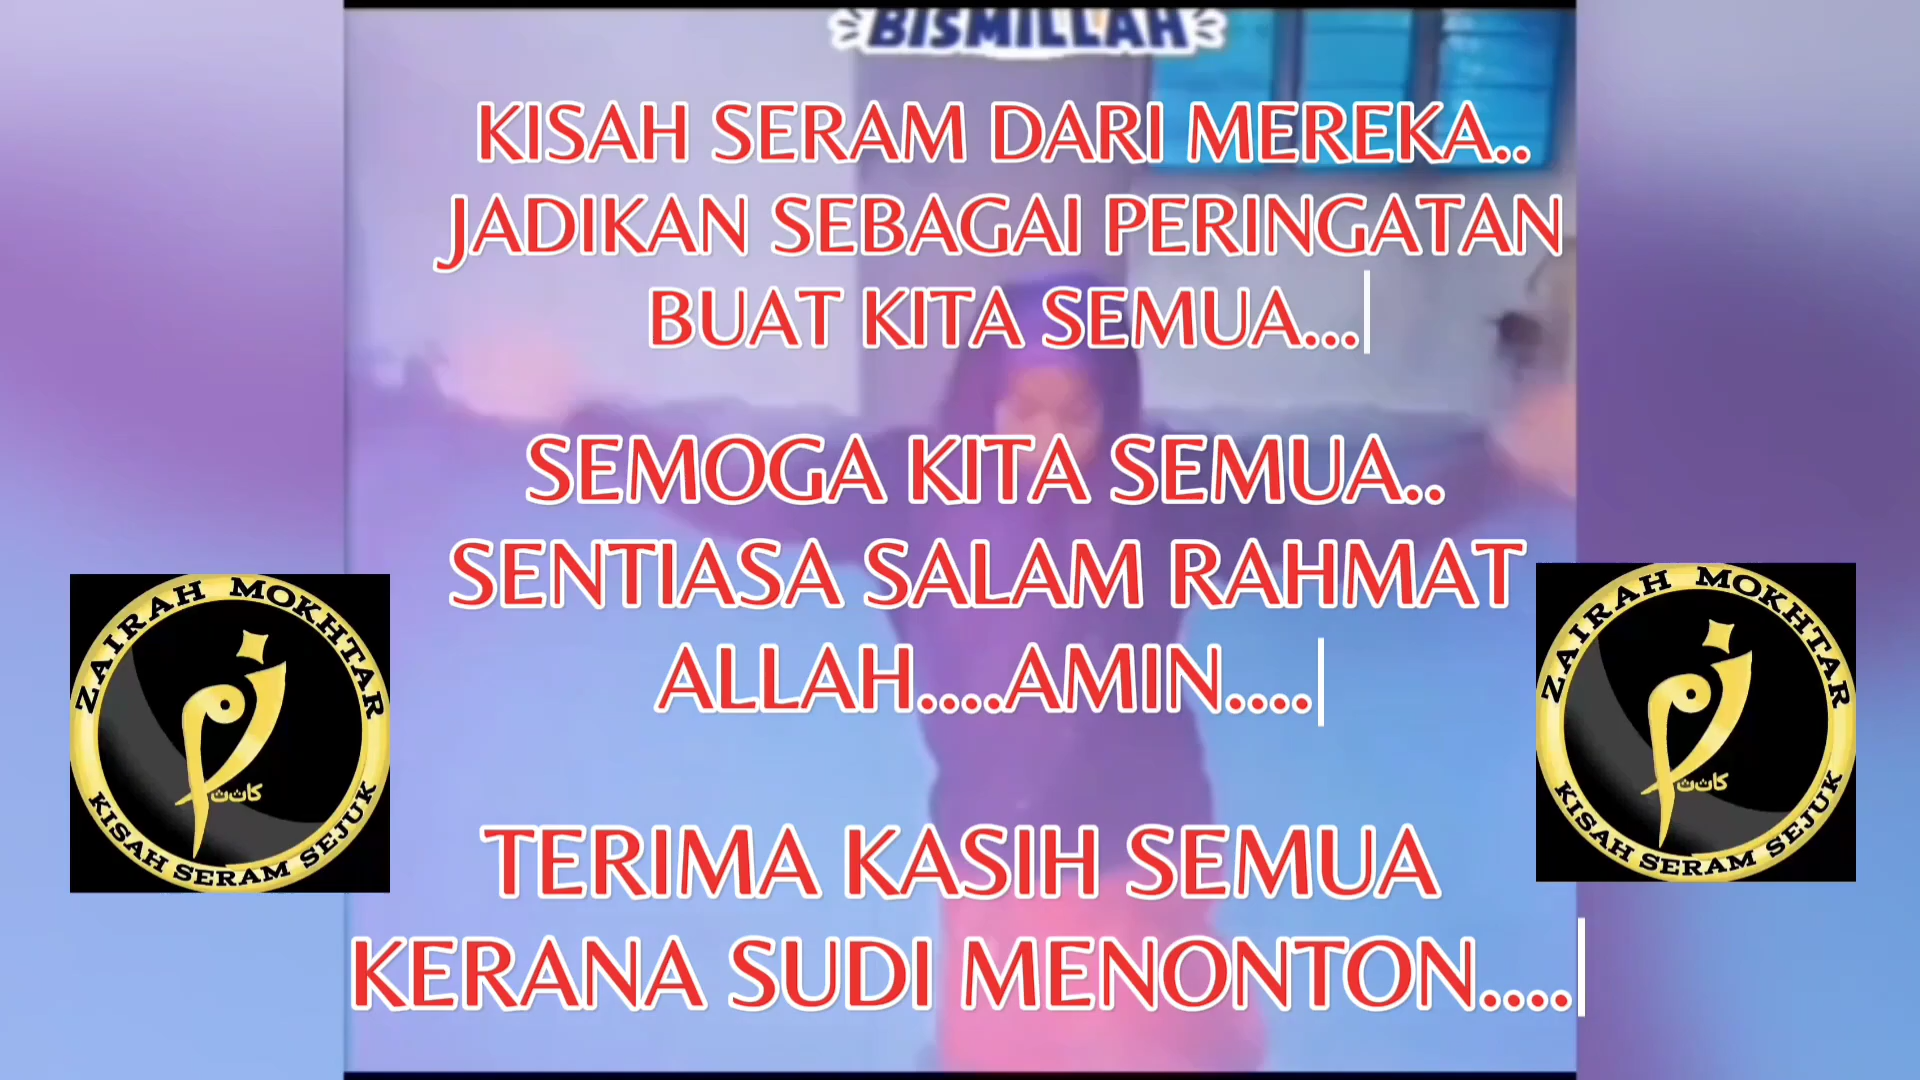 BISMILLAH
KISAH SERAM DARI MEREKA..
JADIKAN SEBAGAI PERINGATAN
BUAT KITA SEMUA...
SEMOGA KITA SEMUA..
SENTIASA SALAM RAHMAT
ALLAH....AMIN....
ZAIRAH MOKHTAR
KISAH SERAM SEJUK
ZAIRAH MOKHTAR
KISAH SERAM SEJUK
TERIMA KASIH SEMUA
KERANA SUDI MENONTON....